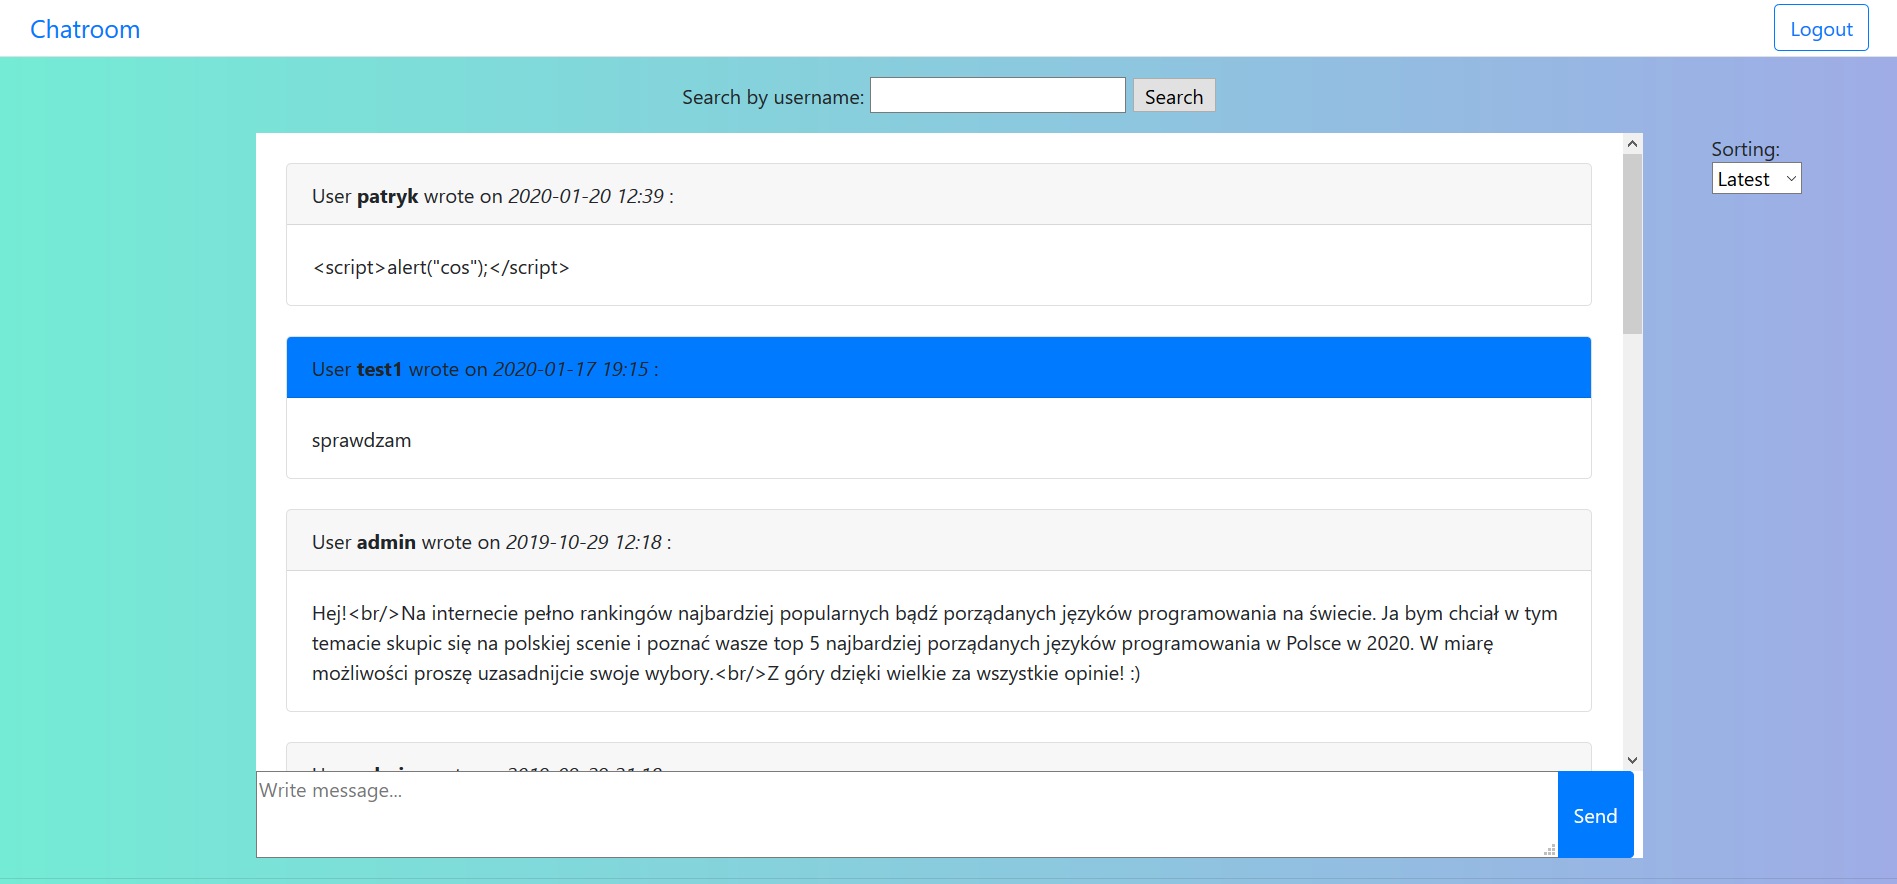 Chatroom
Logout
Search by username:
Search
Sorting:
Latest
User patryk wrote on 2020-01-20 12:39 :
<script>alert("cos");</script>
User test1 wrote on 2020-01-17 19:15 :
sprawdzam
User admin wrote on 2019-10-29 12:18 :
Hej!<br/>Na internecie pełno rankingów najbardziej popularnych bądź porządanych języków programowania na świecie. Ja bym chciał w tym
temacie skupic się na polskiej scenie i poznać wasze top 5 najbardziej porządanych języków programowania w Polsce w 2020. W miarę
możliwości proszę uzasadnijcie swoje wybory.<br/>Z góry dzięki wielkie za wszystkie opinie! :)
Write message...
Send